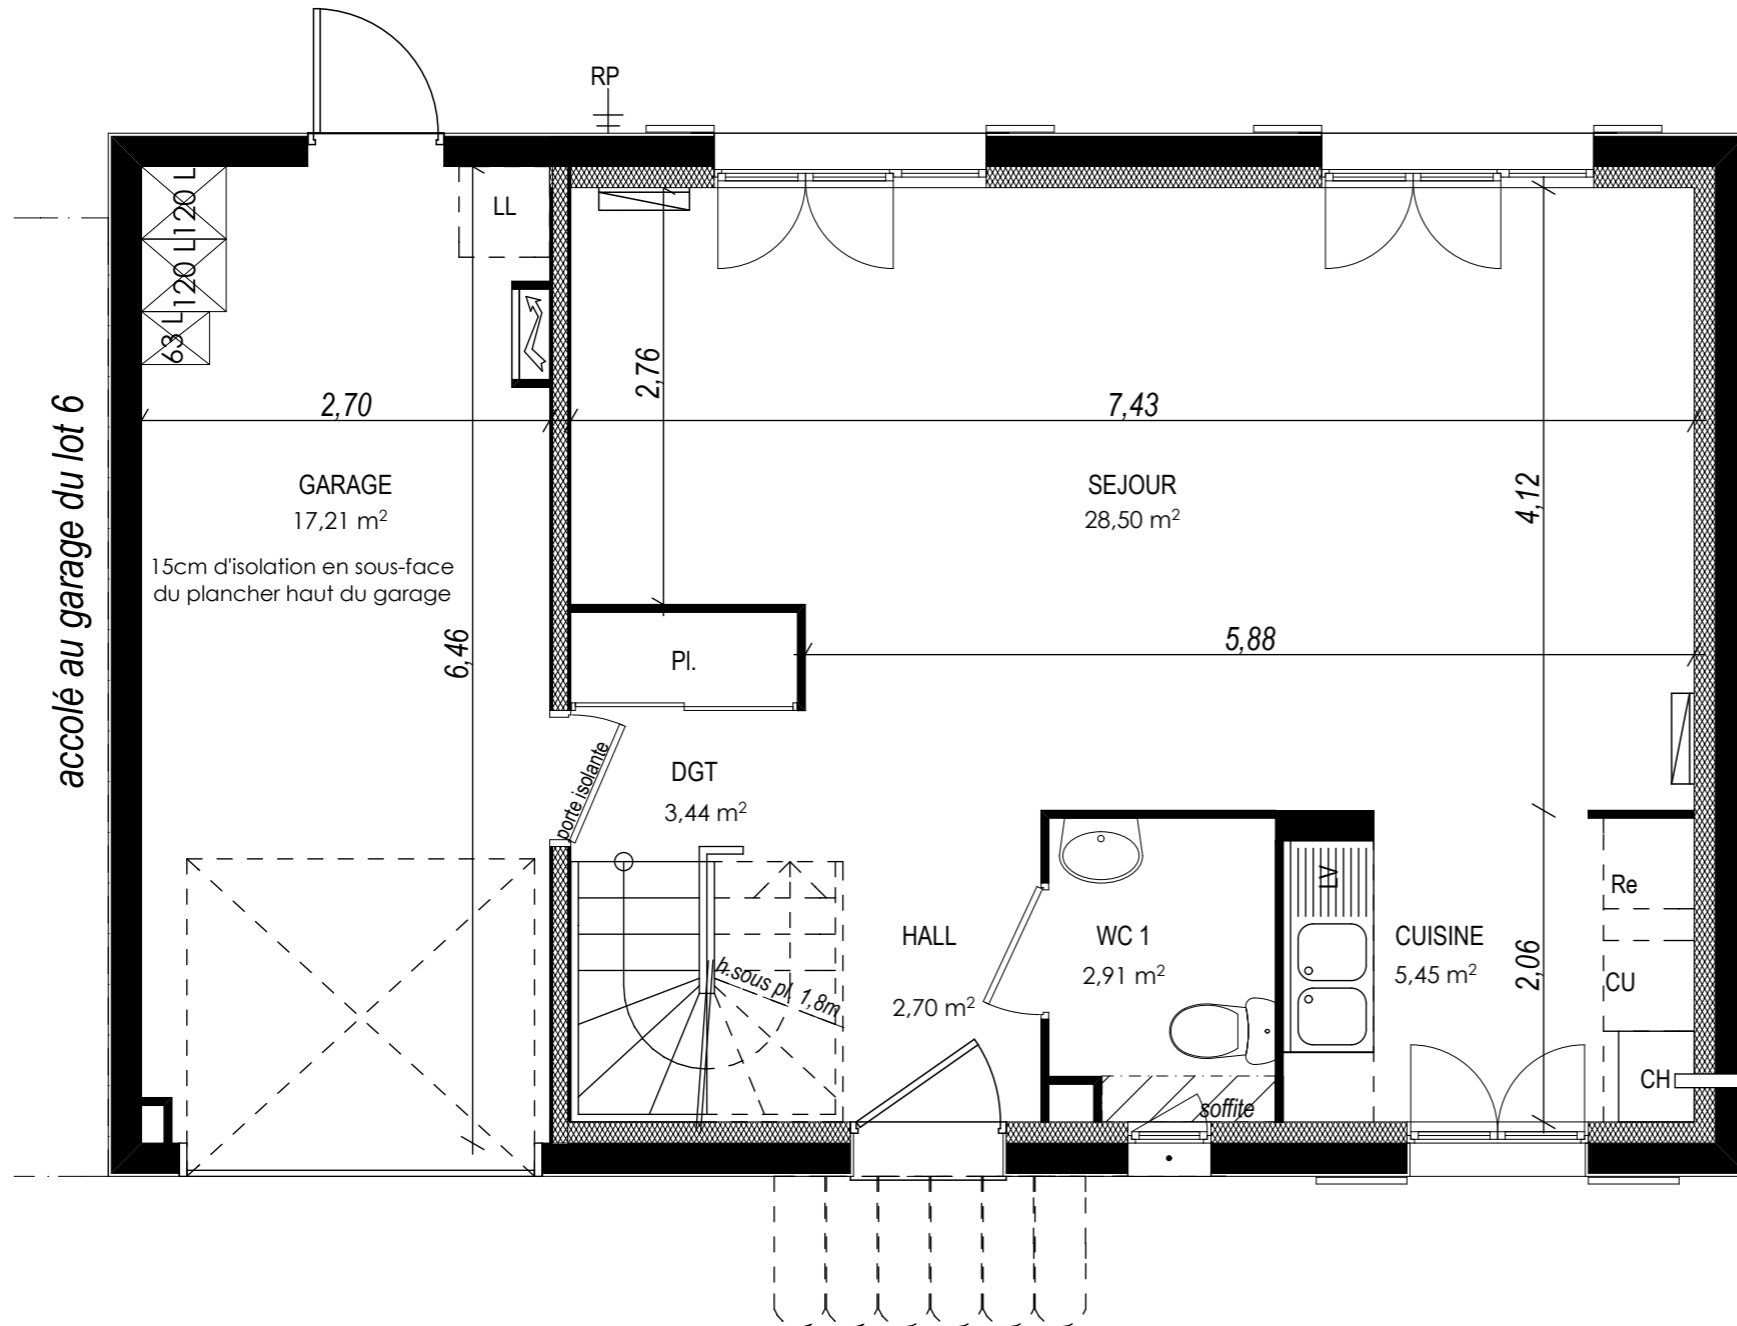 RP
120 L
120 L
63 L
LL
2,76
2,70
7,43
accolé au garage du lot 6
GARAGE
17,21 m²
SEJOUR
28,50 m²
4,12
15cm d'isolation en sous-face
du plancher haut du garage
6,46
Pl.
5,88
porte isolante
DGT
3,44 m²
LV
Re
HALL
2,70 m²
WC 1
2,91 m²
CUISINE
5,45 m²
2,06
CU
h.sous pl. 1,8m
CH
soffite